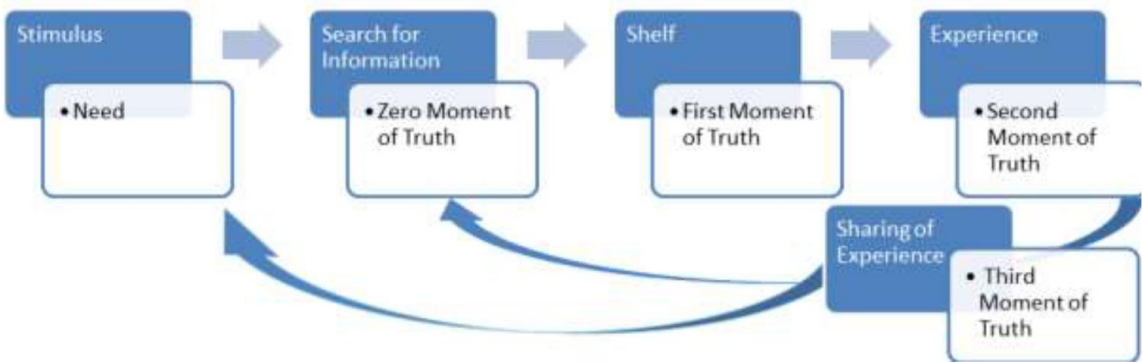 Stimulus
• Need
Search for
Information
• Zero Moment
of Truth
Shelf
• First Moment
of Truth
Experience
• Second
Moment of
Truth
Sharing of
Experience
• Third
Moment of
Truth